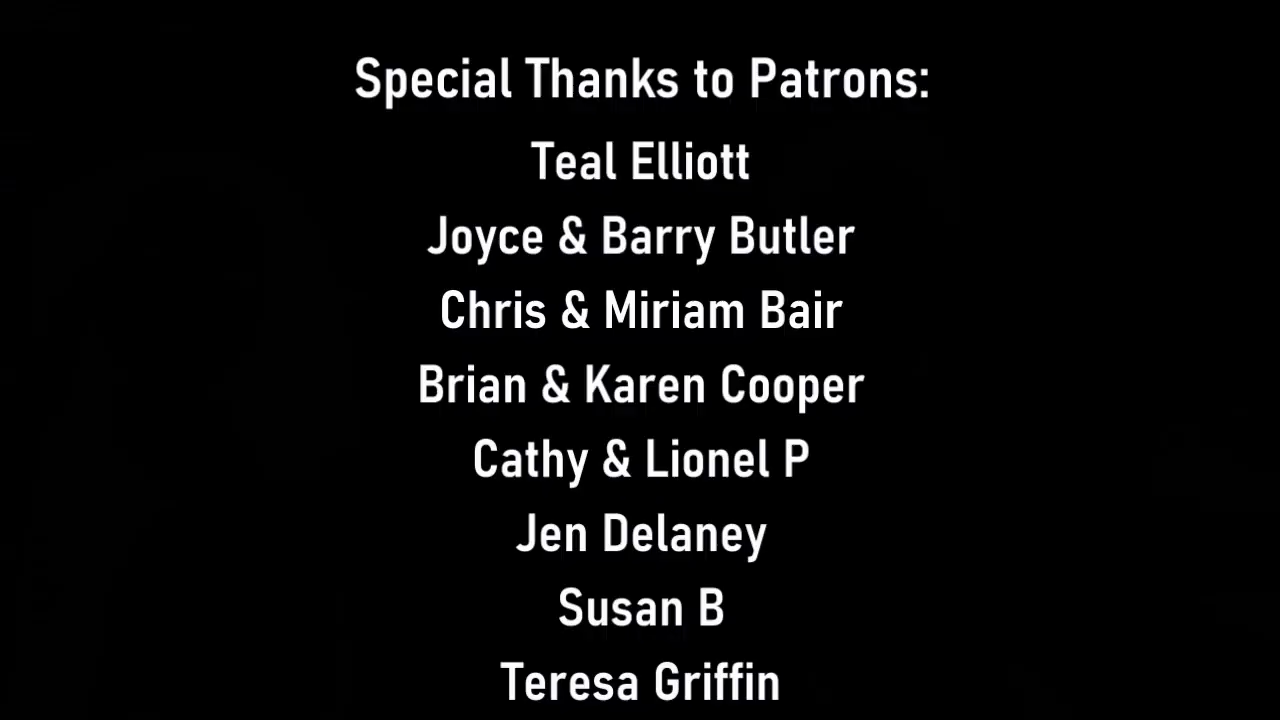 Special Thanks to Patrons:
Teal Elliott
Joyce & Barry Butler
Chris & Miriam Bair
Brian & Karen Cooper
Cathy & Lionel P
Jen Delaney
Susan B
Teresa Griffin